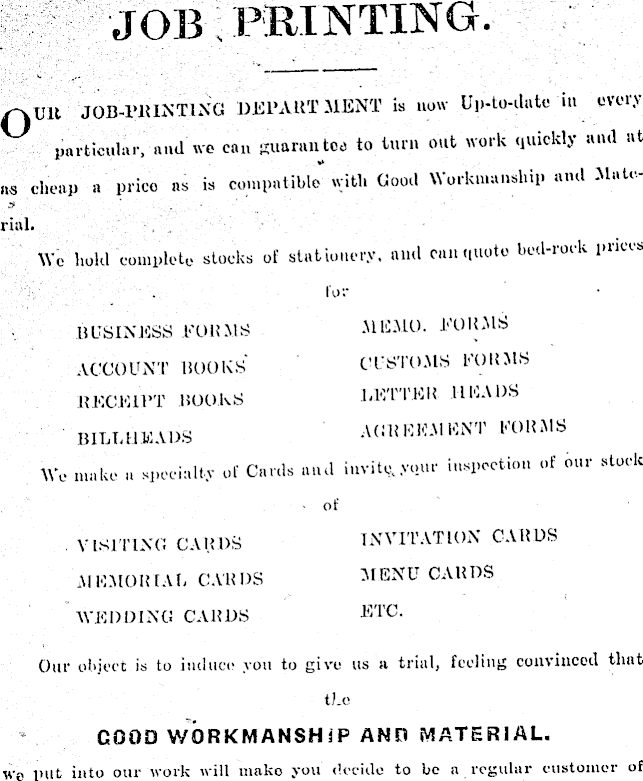 JOB PRINTING.
OUR JOB-PRINTING DEPARTMENT is now Up-to-date in every
particular, and we can guarantee to turn out work quickly and at
as cheap a price as is compatible with Good Workmanship and Mate-
rial.
We hold complete stocks of stationery, and can quote bed-rock prices
for
BUSINESS FORMS MEMO. FORMS
ACCOUNT BOOKS CUSTOMS FORMS
RECEIPT BOOKS LETTER HEADS
BILLHEADS AGREEMENT FORMS
We make a specialty of Cards and invite your inspection of our stock
of
VISITING CARDS INVITATION CARDS
MEMORIAL CARDS MENU CARDS
WEDDING CARDS ETC.
Our object is to induce you to give us a trial, feeling convinced that
the
GOOD WORKMANSHIP AND MATERIAL.
we put into our work will make you decide to be a regular customer of